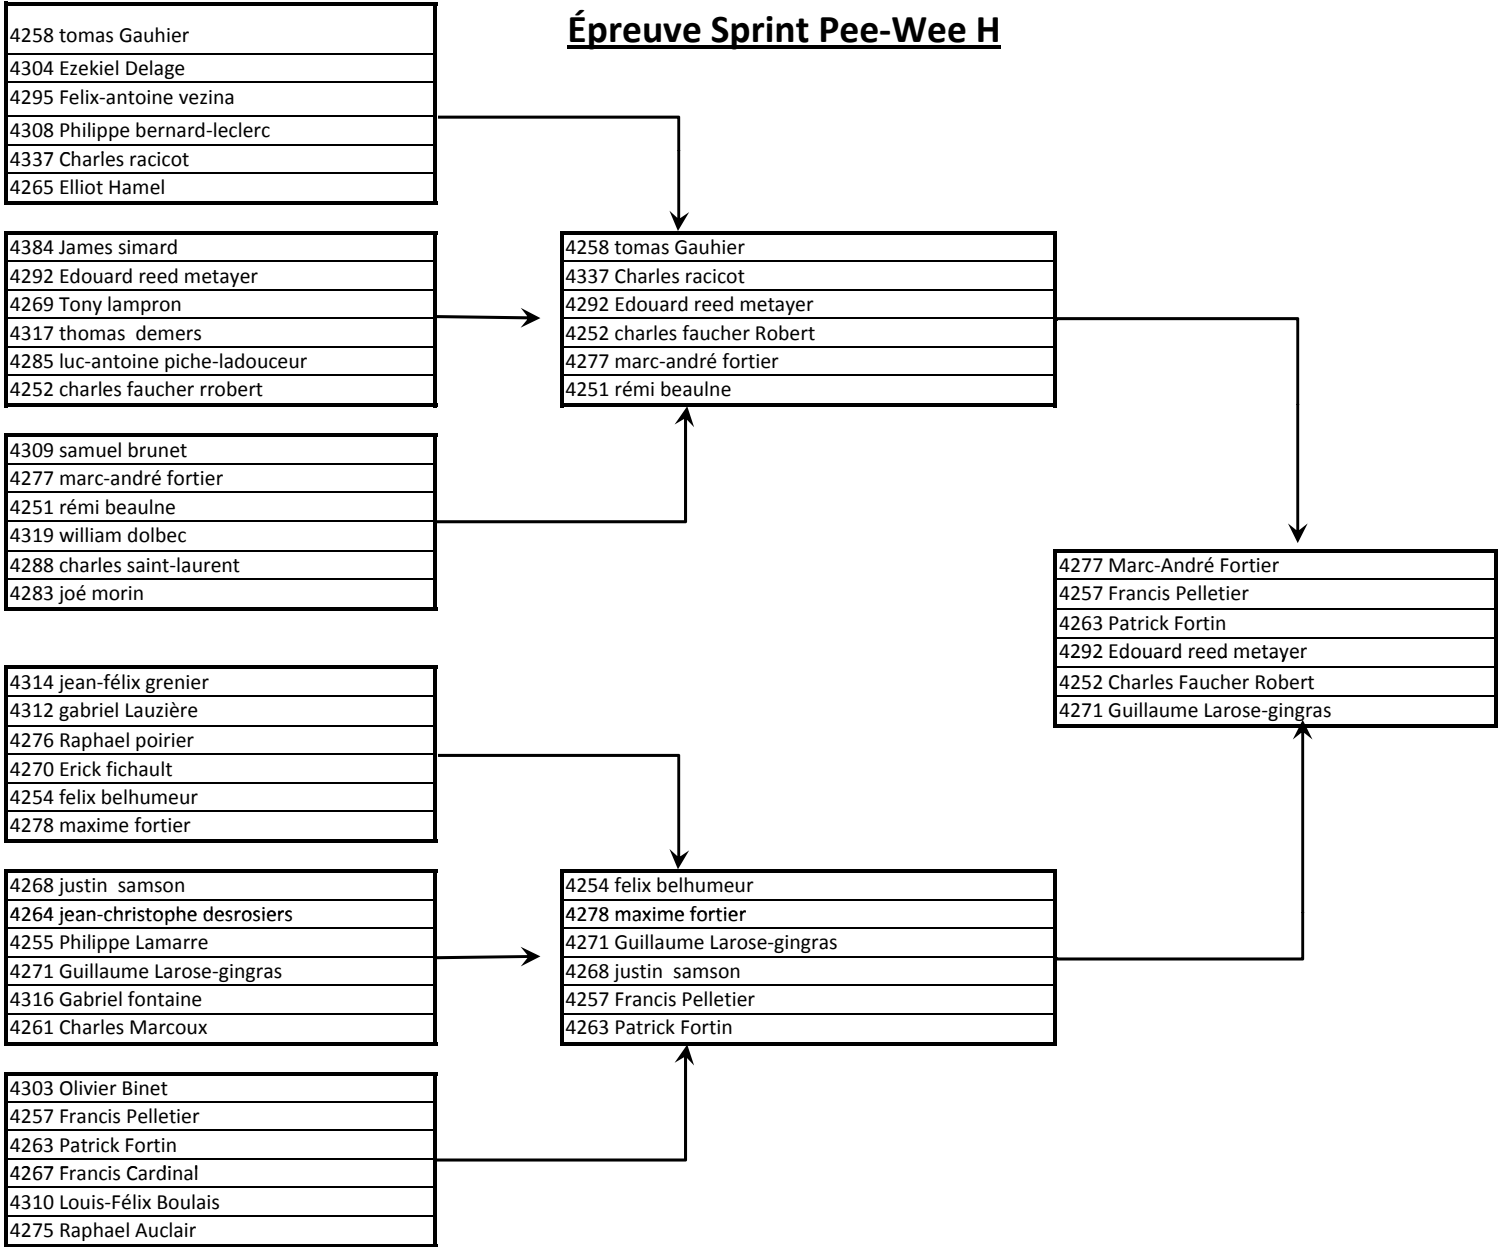 Épreuve Sprint Pee-Wee H
4258 tomas Gauhier
4304 Ezekiel Delage
4295 Felix-antoine vezina
4308 Philippe bernard-leclerc
4337 Charles racicot
4265 Elliot Hamel
4384 James simard
4292 Edouard reed metayer
4269 Tony lampron
4317 thomas  demers
4285 luc-antoine piche-ladouceur
4252 charles faucher rrobert
4309 samuel brunet
4277 marc-andré fortier
4251 rémi beaulne
4319 william dolbec
4288 charles saint-laurent
4283 joé morin
4258 tomas Gauhier
4337 Charles racicot
4292 Edouard reed metayer
4252 charles faucher Robert
4277 marc-andré fortier
4251 rémi beaulne
4314 jean-félix grenier
4312 gabriel Lauzière
4276 Raphael poirier
4270 Erick fichault
4254 felix belhumeur
4278 maxime fortier
4268 justin  samson
4264 jean-christophe desrosiers
4255 Philippe Lamarre
4271 Guillaume Larose-gingras
4316 Gabriel fontaine
4261 Charles Marcoux
4303 Olivier Binet
4257 Francis Pelletier
4263 Patrick Fortin
4267 Francis Cardinal
4310 Louis-Félix Boulais
4275 Raphael Auclair
4254 felix belhumeur
4278 maxime fortier
4271 Guillaume Larose-gingras
4268 justin  samson
4257 Francis Pelletier
4263 Patrick Fortin
4277 Marc-André Fortier
4257 Francis Pelletier
4263 Patrick Fortin
4292 Edouard reed metayer
4252 Charles Faucher Robert
4271 Guillaume Larose-gingras